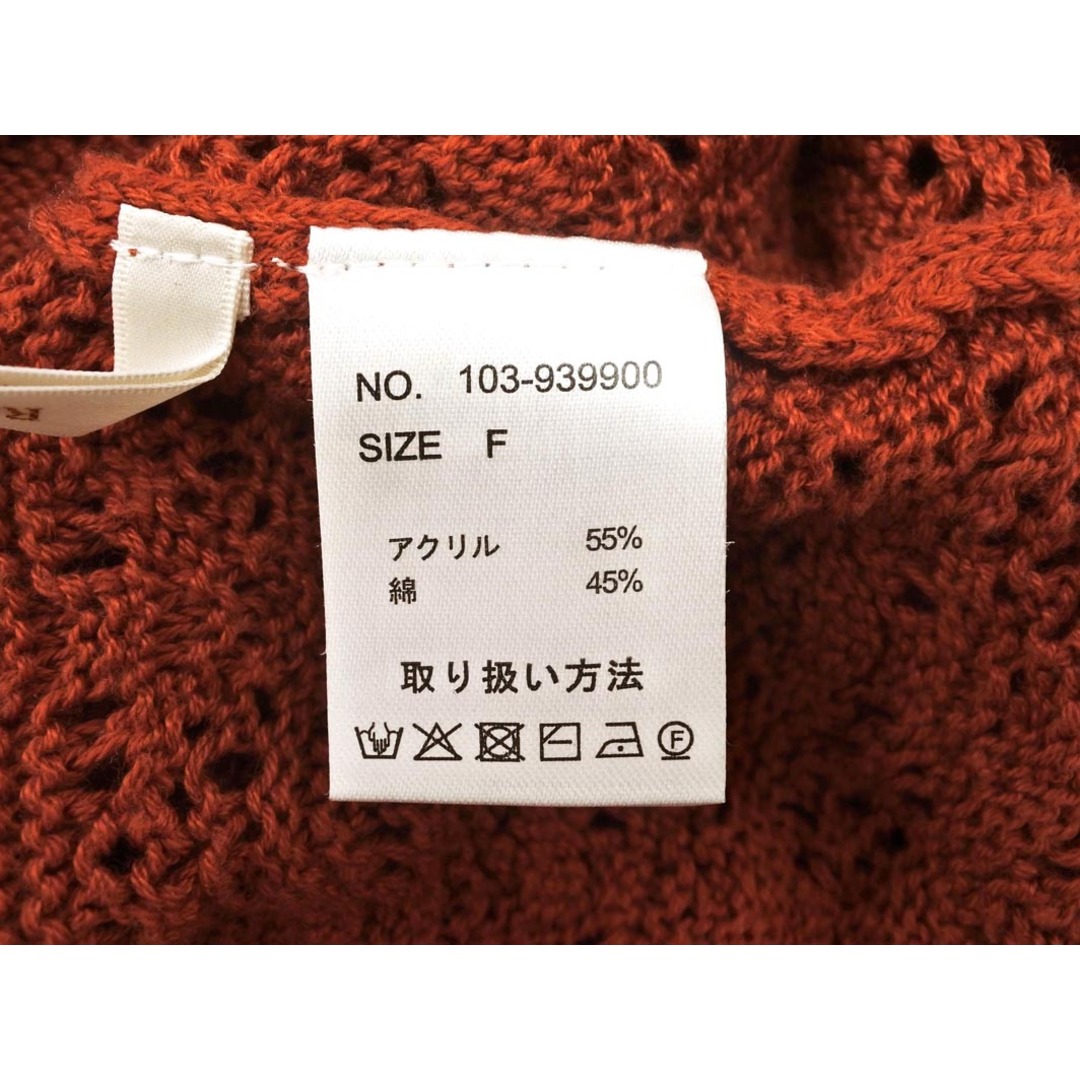 NO. 103-939900
SIZE F
アクリル 55%
綿 45%
取り扱い方法
F
R